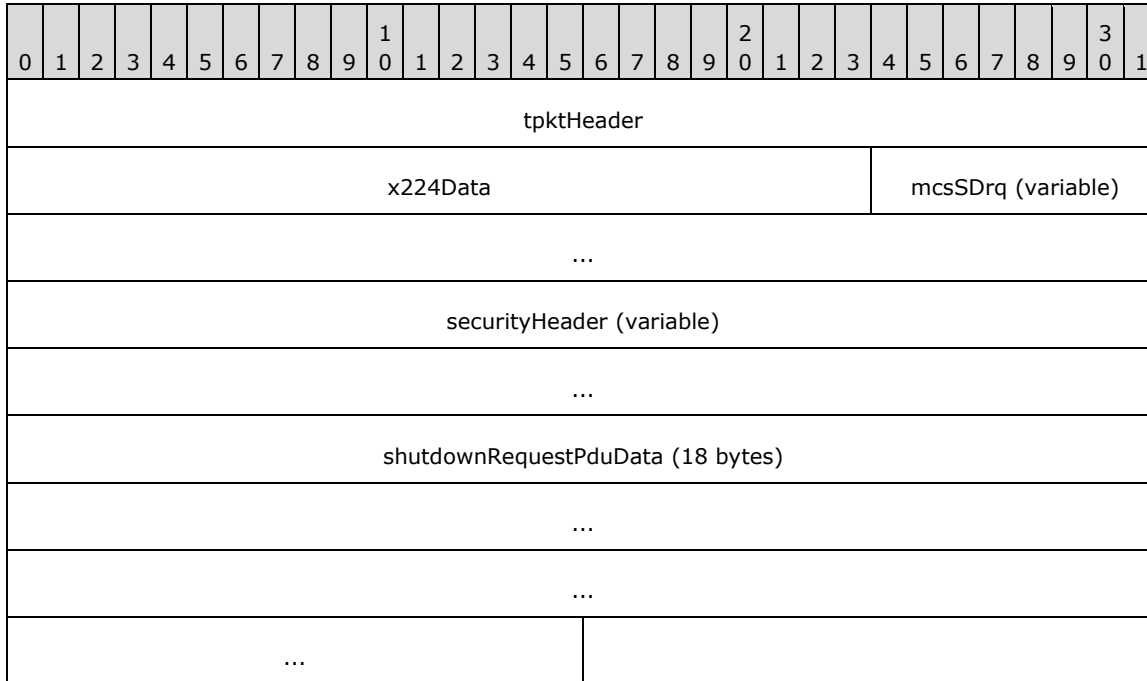 1 2 3
0 1 2 3 4 5 6 7 8 9 0 1 2 3 4 5 6 7 8 9 0 1 2 3 4 5 6 7 8 9 0 1
tpktHeader
x224Data mcsSDrq (variable)
...
securityHeader (variable)
...
shutdownRequestPduData (18 bytes)
...
...
...